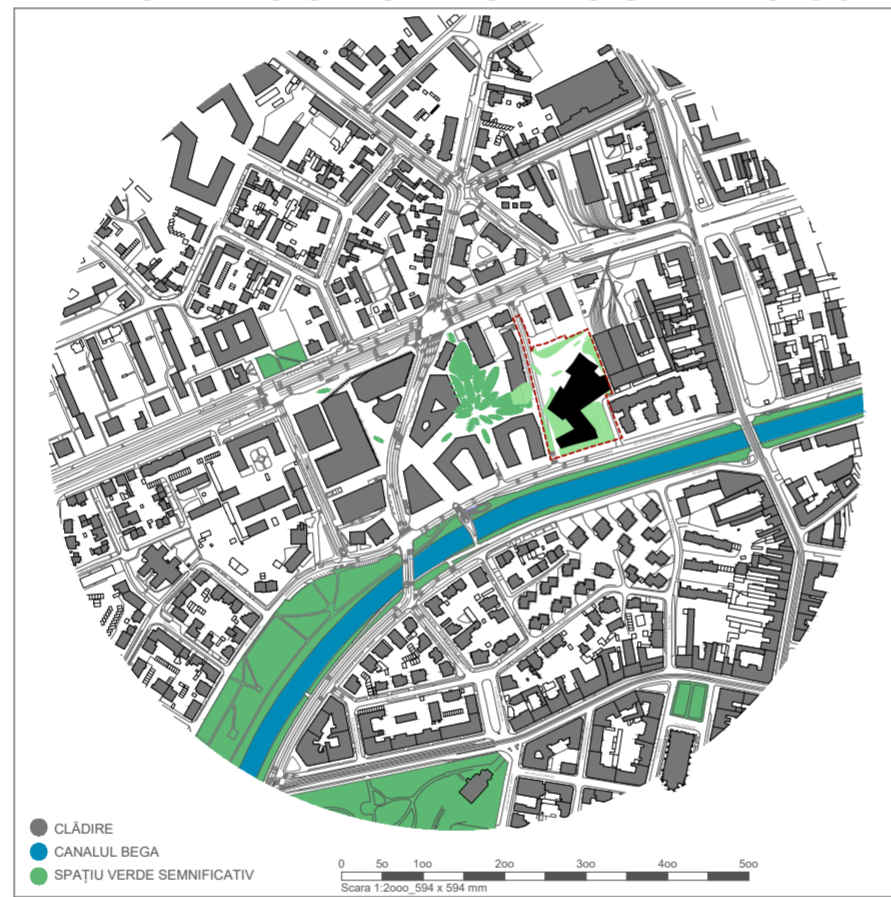 CLĂDIRE
CANALUL BEGA
SPAȚIU VERDE SEMNIFICATIV
0 5o 1oo 2oo 3oo 4oo 5oo
Scara 1:2ooo_594 x 594 mm